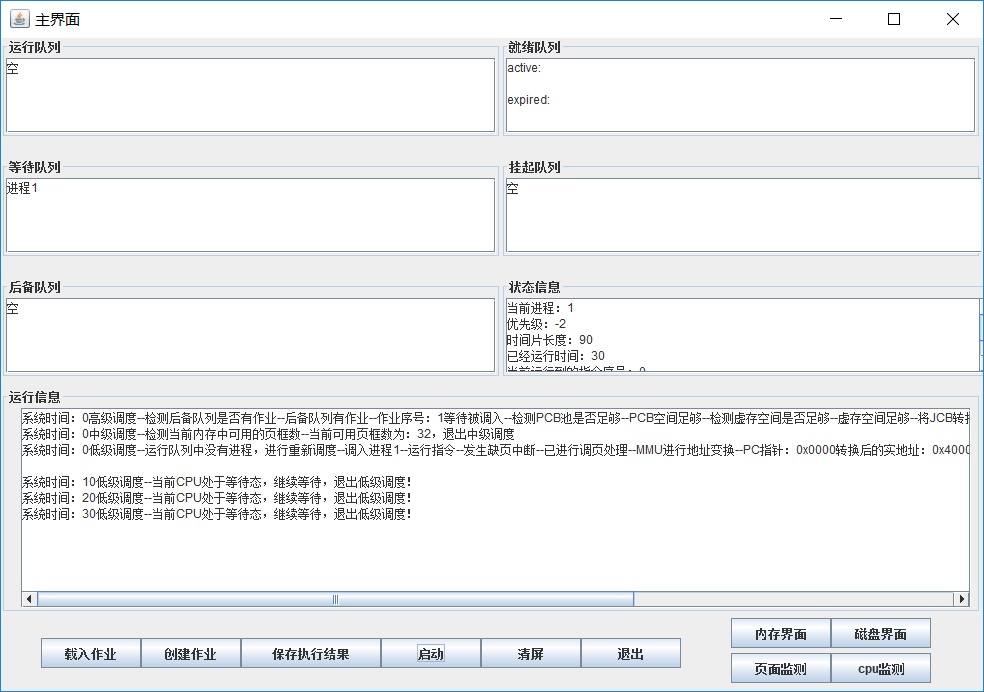 主界面
运行队列
空
就绪队列
active:
expired:
等待队列
进程1
挂起队列
空
后备队列
空
状态信息
当前进程：1
优先级：-2
时间片长度：90
已经运行时间：30
当前运行到的指令序号：0
运行信息
系统时间：0高级调度--检测后备队列是否有作业--后备队列有作业--作业序号：1等待被调入--检测PCB池是否足够--PCB空间足够--检测虚存空间是否足够--虚存空间足够--将JCB转换
系统时间：0中级调度--检测当前内存中可用的页框数--当前可用页框数为：32，退出中级调度
系统时间：0低级调度--运行队列中没有进程，进行重新调度--调入进程1--运行指令--发生缺页中断--已进行调页处理--MMU进行地址变换--PC指针：0x0000转换后的实地址：0x4000
系统时间：10低级调度--当前CPU处于等待态，继续等待，退出低级调度！
系统时间：20低级调度--当前CPU处于等待态，继续等待，退出低级调度！
系统时间：30低级调度--当前CPU处于等待态，继续等待，退出低级调度！
载入作业
创建作业
保存执行结果
启动
清屏
退出
内存界面
磁盘界面
页面监测
cpu监测